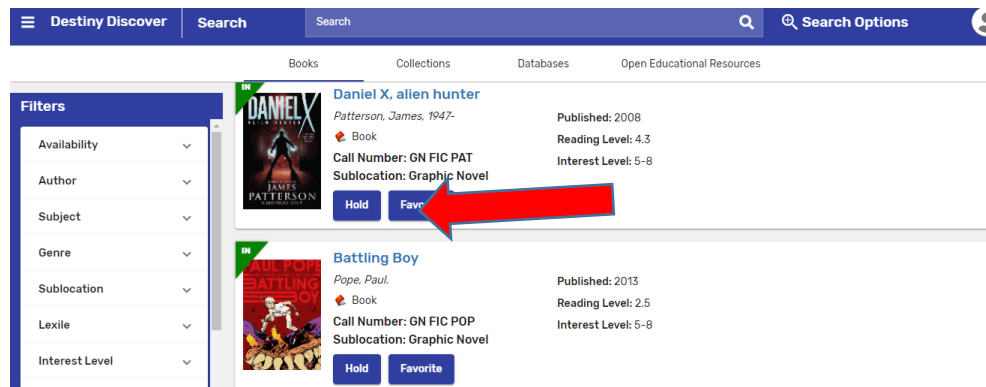 Destiny Discover Search Search Search Options
Books Collections Databases Open Educational Resources
Filters
Availability
Author
Subject
Genre
Sublocation
Lexile
Interest Level
IN
DANIEL X
ALIEN HUNTER
JAMES
PATTERSON
Daniel X, alien hunter
Patterson, James, 1947-
Book
Call Number: GN FIC PAT
Sublocation: Graphic Novel
Hold
Published: 2008
Reading Level: 4.3
Interest Level: 5-8
IN
PAUL POPE
BATTLING
BOY
Battling Boy
Pope, Paul.
Book
Call Number: GN FIC POP
Sublocation: Graphic Novel
Hold Favorite
Published: 2013
Reading Level: 2.5
Interest Level: 5-8